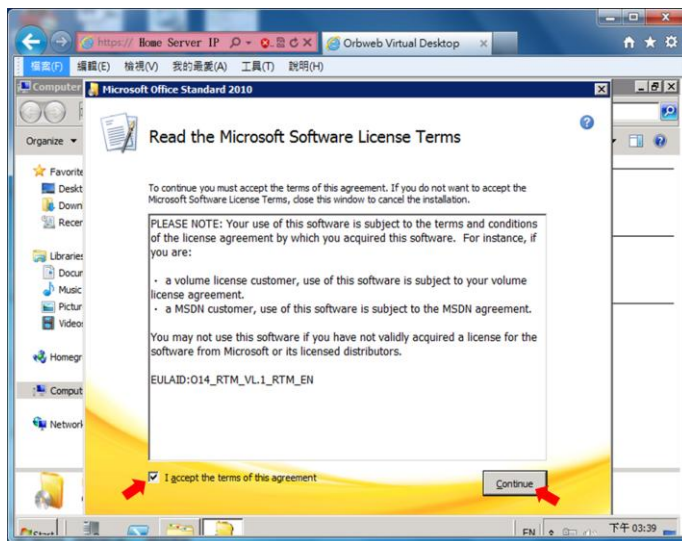 https:// Home Server IP
Orbweb Virtual Desktop
檔案(F) 編輯(E) 檢視(V) 我的最愛(A) 工具(T) 說明(H)
Computer
Microsoft Office Standard 2010
Organize
Read the Microsoft Software License Terms
To continue you must accept the terms of this agreement. If you do not want to accept the
Microsoft Software License Terms, close this window to cancel the installation.
PLEASE NOTE: Your use of this software is subject to the terms and conditions
of the license agreement by which you acquired this software. For instance, if
you are:
· a volume license customer, use of this software is subject to your volume
license agreement.
· a MSDN customer, use of this software is subject to the MSDN agreement.
You may not use this software if you have not validly acquired a license for the
software from Microsoft or its licensed distributors.
EULAID:O14_RTM_VL.1_RTM_EN
Favorite
Deskt
Down
Recer
Libraries
Docur
Music
Pictur
Video
Homegr
Comput
Network
I accept the terms of this agreement
Continue
Start
EN
下午 03:39